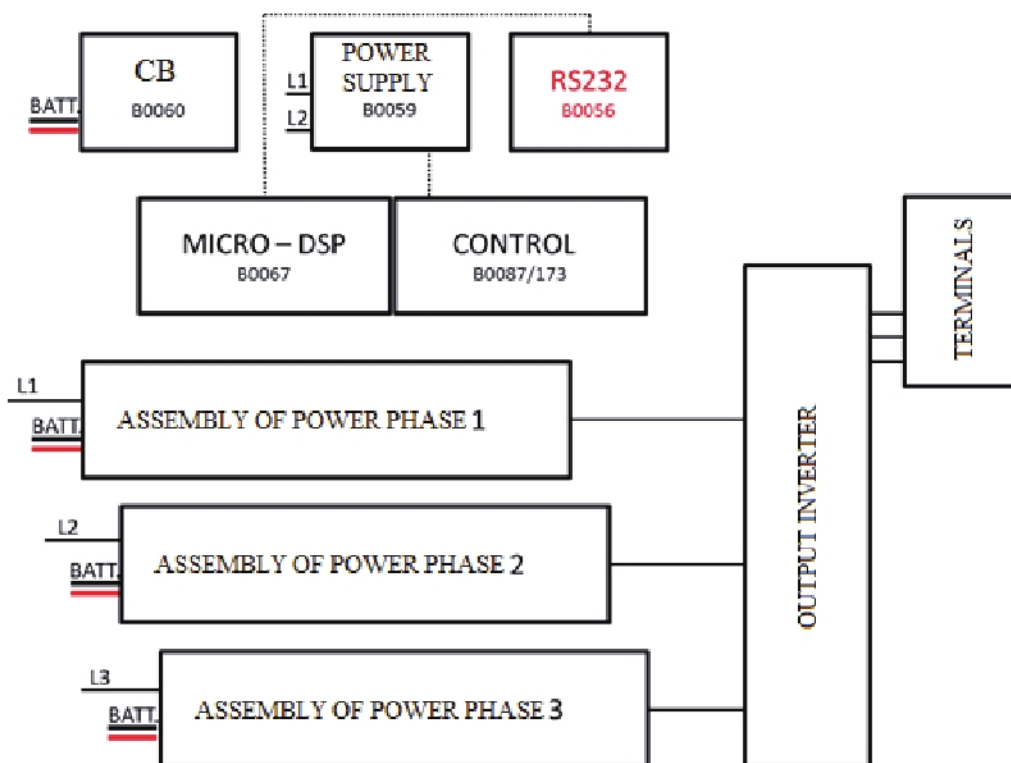 CB
B0060
BATT.
POWER
SUPPLY
B0059
L1
L2
RS232
B0056
MICRO – DSP
B0067
CONTROL
B0087/173
TERMINALS
L1
BATT.
ASSEMBLY OF POWER PHASE 1
L2
BATT.
ASSEMBLY OF POWER PHASE 2
L3
BATT.
ASSEMBLY OF POWER PHASE 3
OUTPUT INVERTER